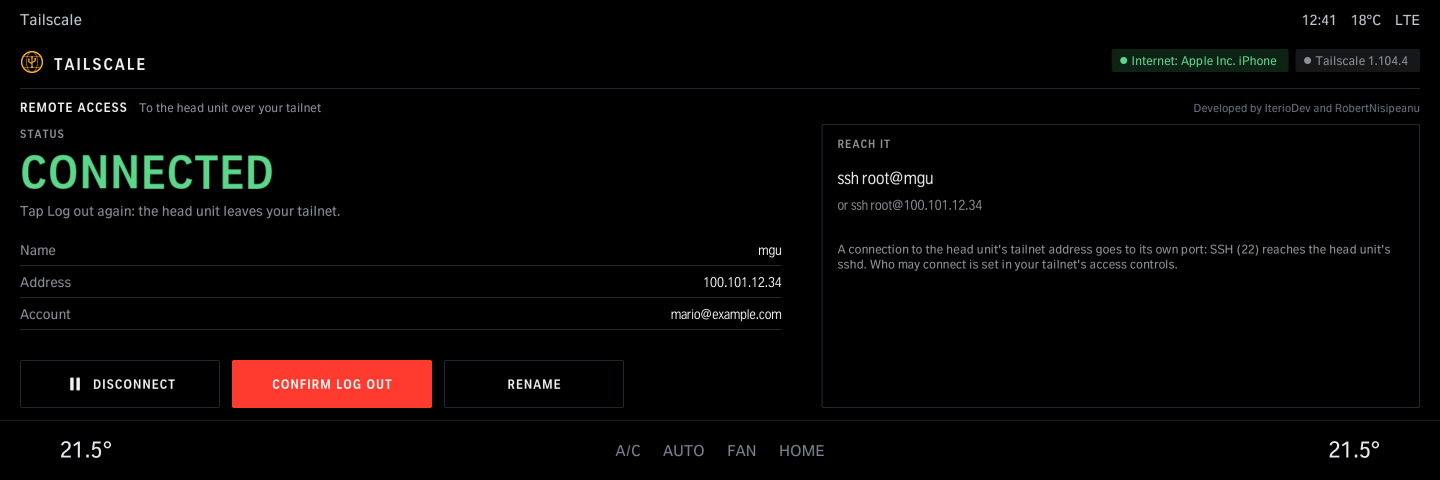 Tailscale
12:41 18°C LTE
TAILSCALE
Internet: Apple Inc. iPhone
Tailscale 1.104.4
REMOTE ACCESS To the head unit over your tailnet
Developed by IterioDev and RobertNisipeanu
STATUS
CONNECTED
Tap Log out again: the head unit leaves your tailnet.
Name mgu
Address 100.101.12.34
Account mario@example.com
DISCONNECT
CONFIRM LOG OUT
RENAME
REACH IT
ssh root@mgu
or ssh root@100.101.12.34
A connection to the head unit's tailnet address goes to its own port: SSH (22) reaches the head unit's
sshd. Who may connect is set in your tailnet's access controls.
21.5°
A/C AUTO FAN HOME
21.5°